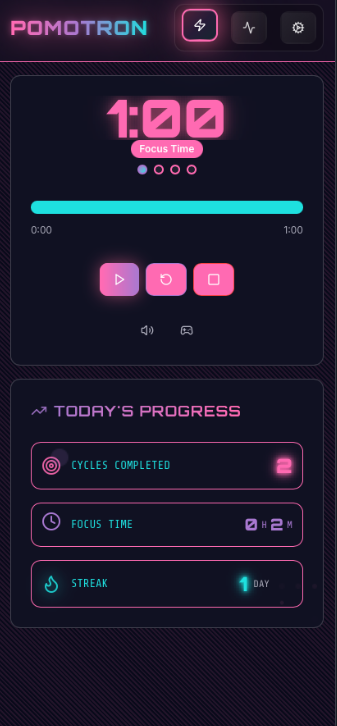 POMOTRON
1:00
Focus Time
0:00 1:00
TODAY'S PROGRESS
CYCLES COMPLETED 2
FOCUS TIME 0 H 2 M
STREAK 1 DAY